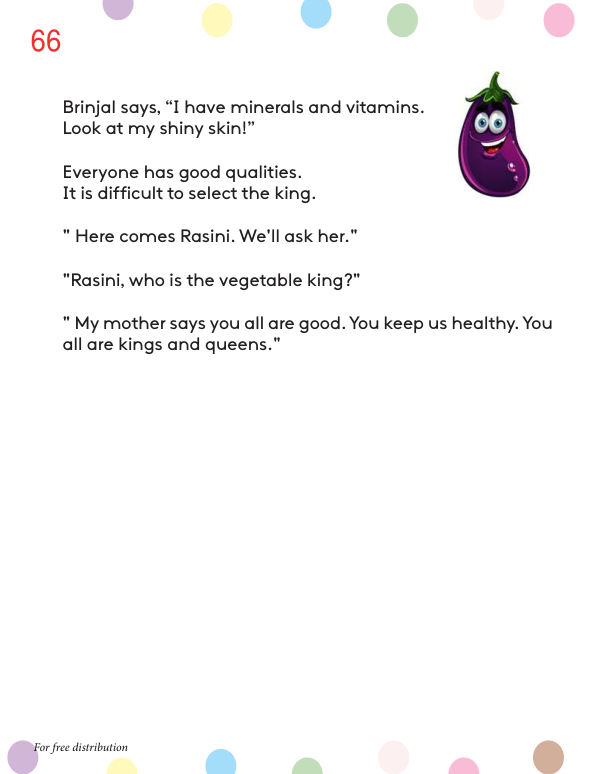 66
Brinjal says, “I have minerals and vitamins.
Look at my shiny skin!”
Everyone has good qualities.
It is difficult to select the king.
" Here comes Rasini. We'll ask her."
"Rasini, who is the vegetable king?"
" My mother says you all are good. You keep us healthy. You
all are kings and queens."
For free distribution